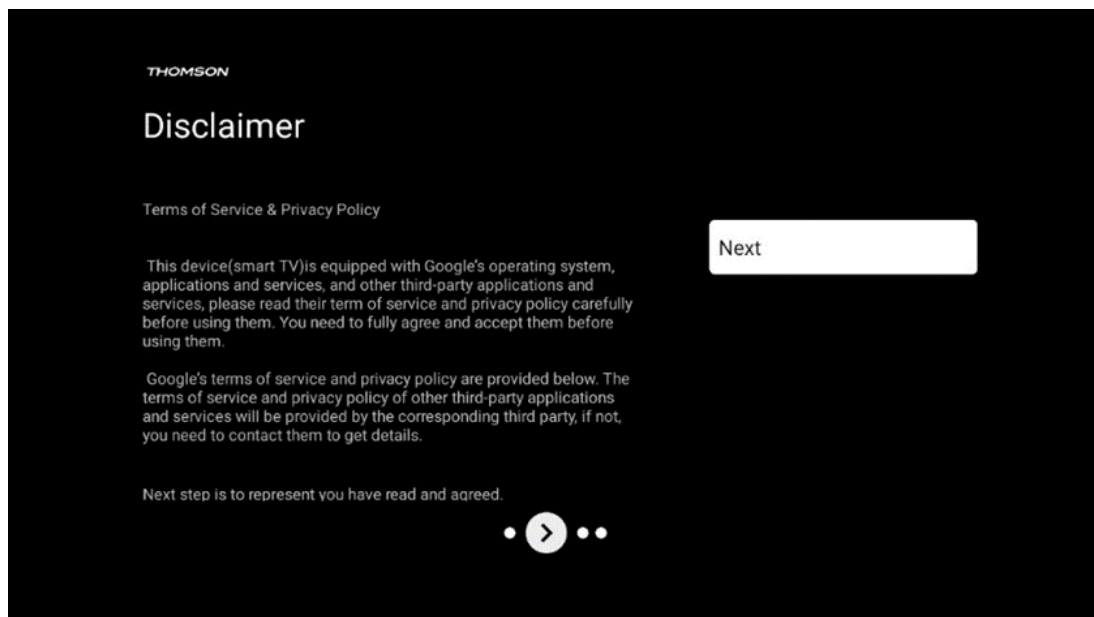 THOMSON
Disclaimer
Terms of Service & Privacy Policy
This device(smart TV)is equipped with Google's operating system,
applications and services, and other third-party applications and
services, please read their term of service and privacy policy carefully
before using them. You need to fully agree and accept them before
using them.
Google's terms of service and privacy policy are provided below. The
terms of service and privacy policy of other third-party applications
and services will be provided by the corresponding third party, if not,
you need to contact them to get details.
Next step is to represent you have read and agreed.
Next